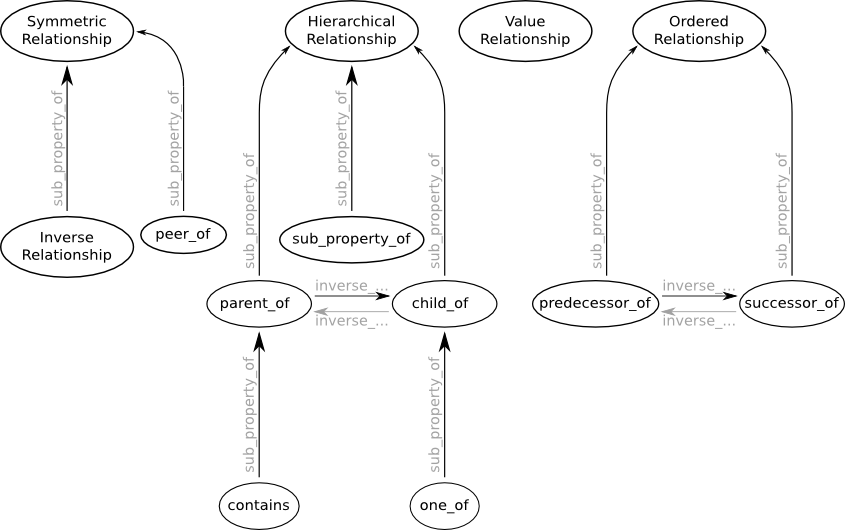 Symmetric
Relationship
Hierarchical
Relationship
Value
Relationship
Ordered
Relationship
sub_property_of
sub_property_of
sub_property_of
sub_property_of
sub_property_of
sub_property_of
sub_property_of
Inverse
Relationship
peer_of
sub_property_of
inverse_...
inverse_...
parent_of
child_of
predecessor_of
successor_of
inverse_...
inverse_...
sub_property_of
sub_property_of
contains
one_of